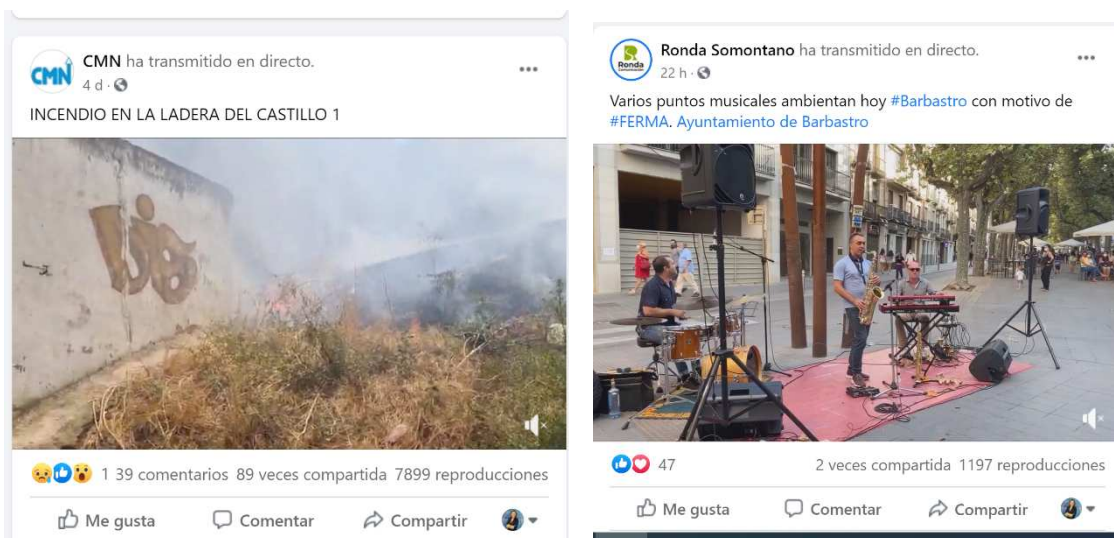 CMN ha transmitido en directo.
CMN
4 d ·
INCENDIO EN LA LADERA DEL CASTILLO 1
1 39 comentarios 89 veces compartida 7899 reproducciones
Me gusta Comentar Compartir
Ronda Somontano ha transmitido en directo.
Ronda
22 h ·
Varios puntos musicales ambientan hoy #Barbastro con motivo de
#FERMA. Ayuntamiento de Barbastro
47 2 veces compartida 1197 reproducciones
Me gusta Comentar Compartir